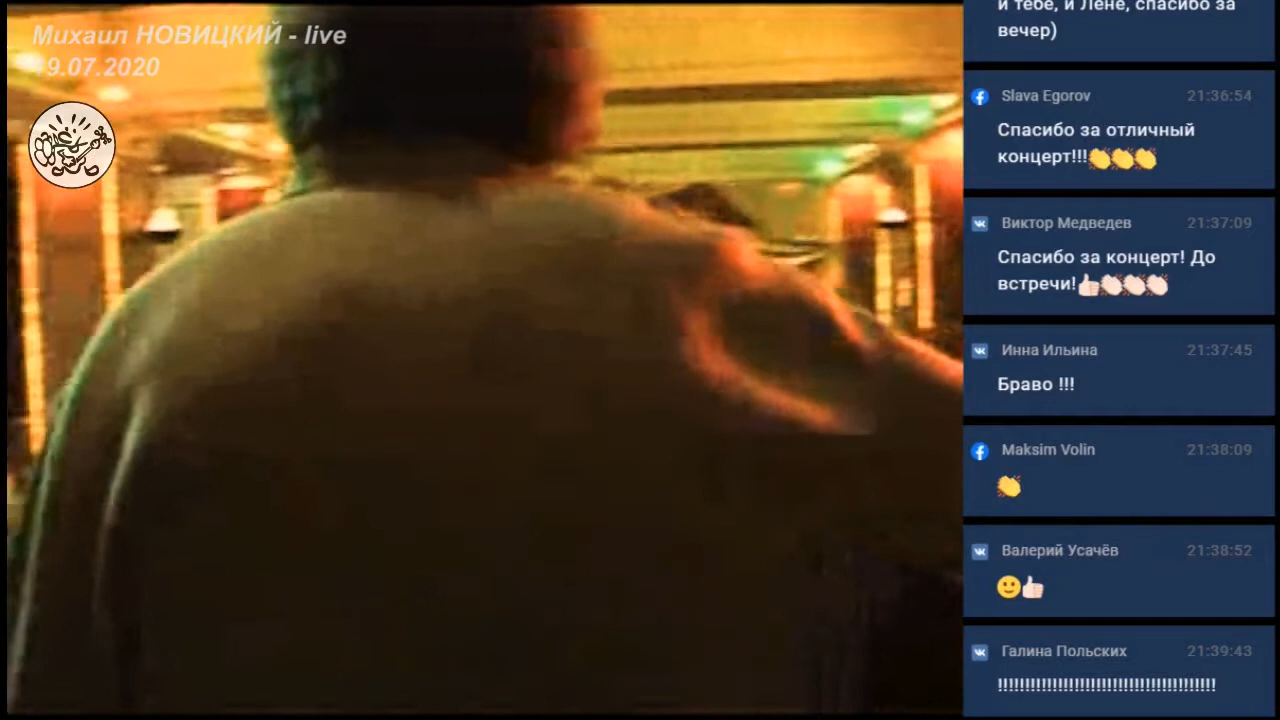 Михаил НОВИЦКИЙ - live
19.07.2020
и тебе, и Лене, спасибо за
вечер)
Slava Egorov 21:36:54
Спасибо за отличный
концерт!!!👏👏👏
Виктор Медведев 21:37:09
Спасибо за концерт! До
встречи!👍🏻👏🏻👏🏻👏🏻
Инна Ильина 21:37:45
Браво !!!
Maksim Volin 21:38:09
👏
Валерий Усачёв 21:38:52
🙂👍🏻
Галина Польских 21:39:43
!!!!!!!!!!!!!!!!!!!!!!!!!!!!!!!!!!!!!!!!